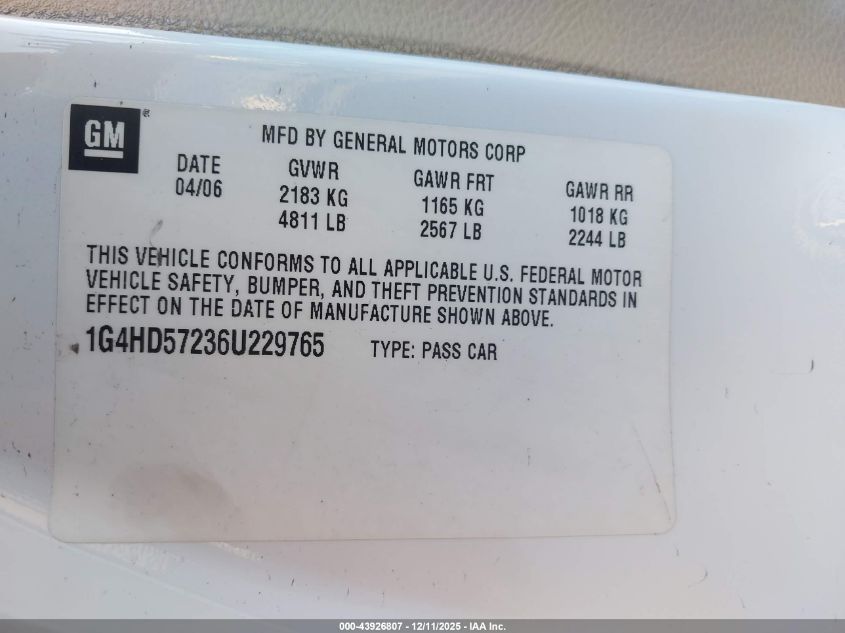 GM®
MFD BY GENERAL MOTORS CORP
DATE GVWR GAWR FRT GAWR RR
04/06 2183 KG 1165 KG 1018 KG
4811 LB 2567 LB 2244 LB
THIS VEHICLE CONFORMS TO ALL APPLICABLE U.S. FEDERAL MOTOR
VEHICLE SAFETY, BUMPER, AND THEFT PREVENTION STANDARDS IN
EFFECT ON THE DATE OF MANUFACTURE SHOWN ABOVE.
1G4HD57236U229765 TYPE: PASS CAR
000-43926807 - 12/11/2025 - IAA Inc.